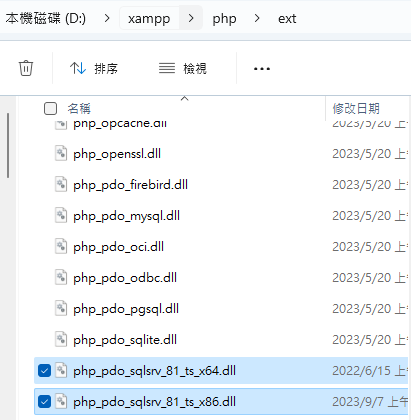 本機磁碟 (D:) > xampp > php > ext
排序 檢視 ...
名稱 修改日期
php_opcache.dll 2023/5/20 上
php_openssl.dll 2023/5/20 上
php_pdo_firebird.dll 2023/5/20 上
php_pdo_mysql.dll 2023/5/20 上
php_pdo_oci.dll 2023/5/20 上
php_pdo_odbc.dll 2023/5/20 上
php_pdo_pgsql.dll 2023/5/20 上
php_pdo_sqlite.dll 2023/5/20 上
php_pdo_sqlsrv_81_ts_x64.dll 2022/6/15 上
php_pdo_sqlsrv_81_ts_x86.dll 2023/9/7 上午